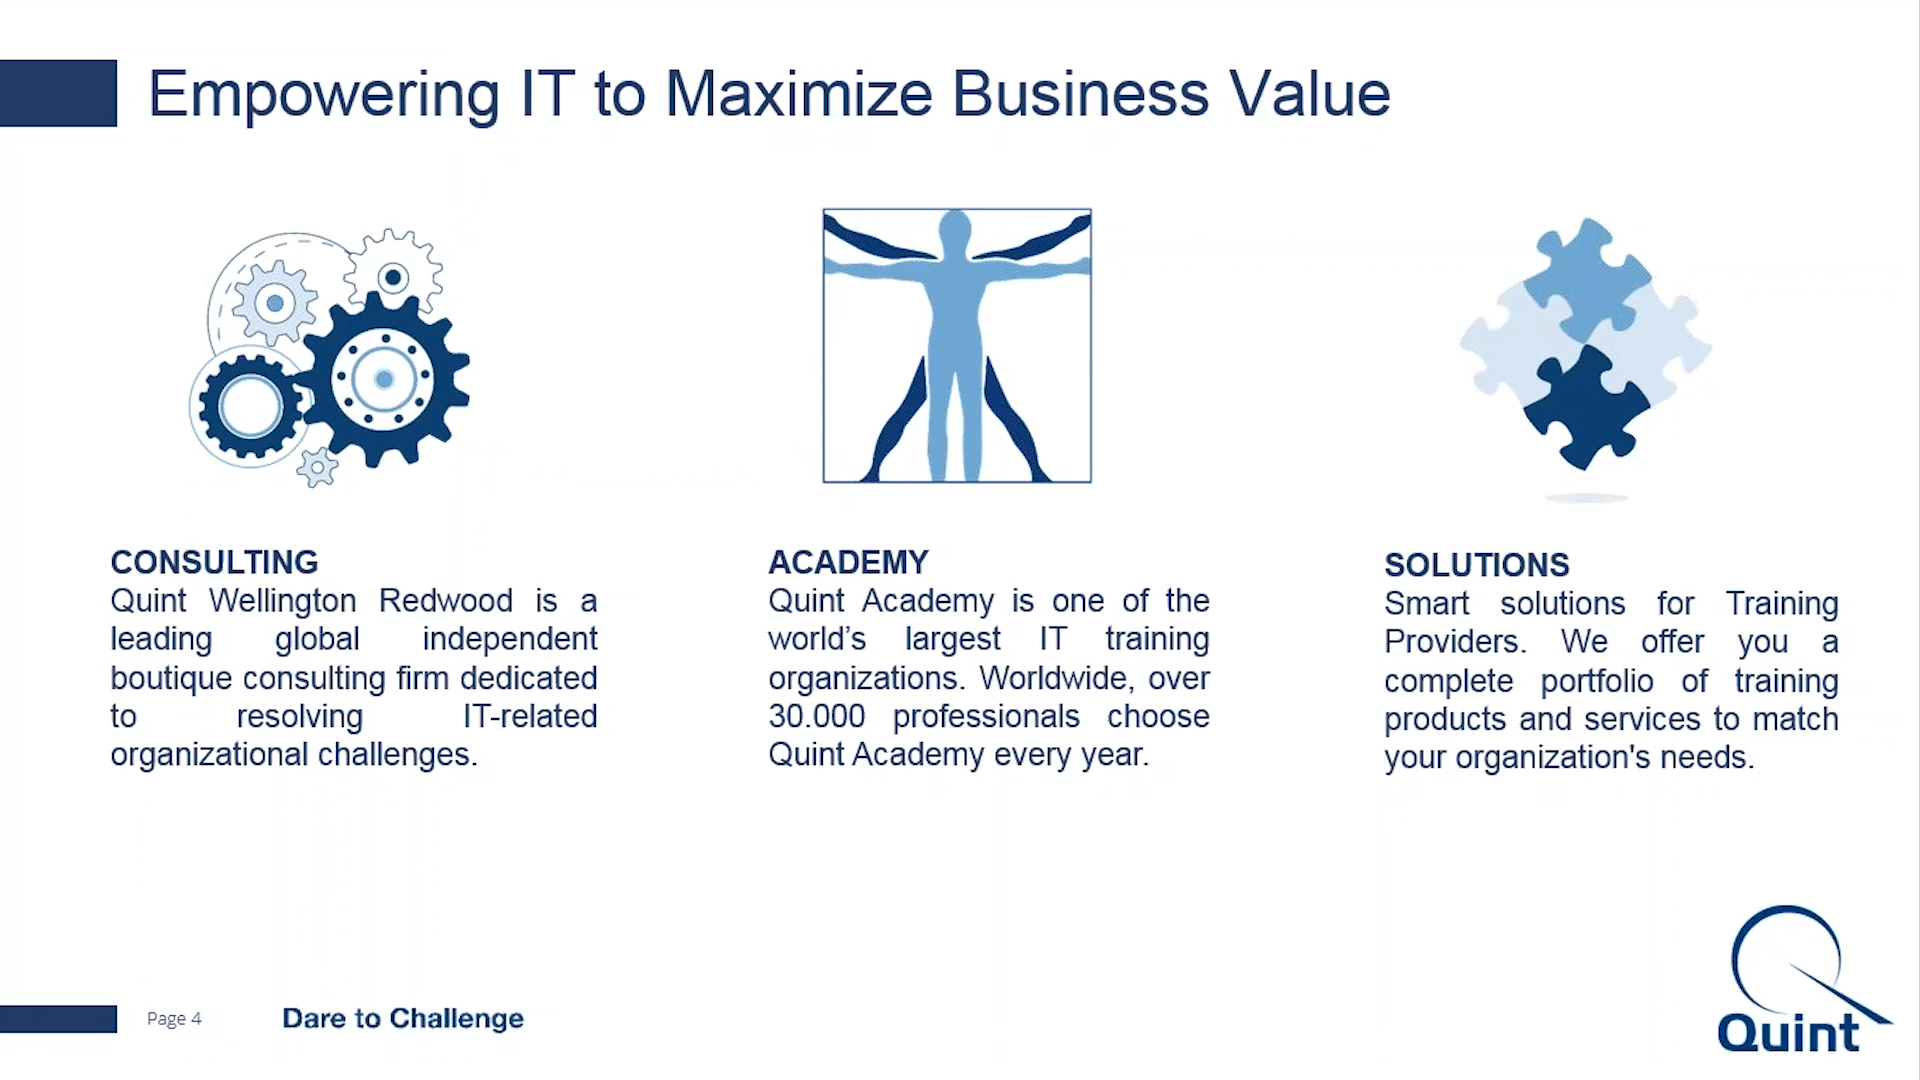 Empowering IT to Maximize Business Value
CONSULTING
Quint Wellington Redwood is a
leading global independent
boutique consulting firm dedicated
to resolving IT-related
organizational challenges.
ACADEMY
Quint Academy is one of the
world’s largest IT training
organizations. Worldwide, over
30.000 professionals choose
Quint Academy every year.
SOLUTIONS
Smart solutions for Training
Providers. We offer you a
complete portfolio of training
products and services to match
your organization's needs.
Page 4
Dare to Challenge
Quint